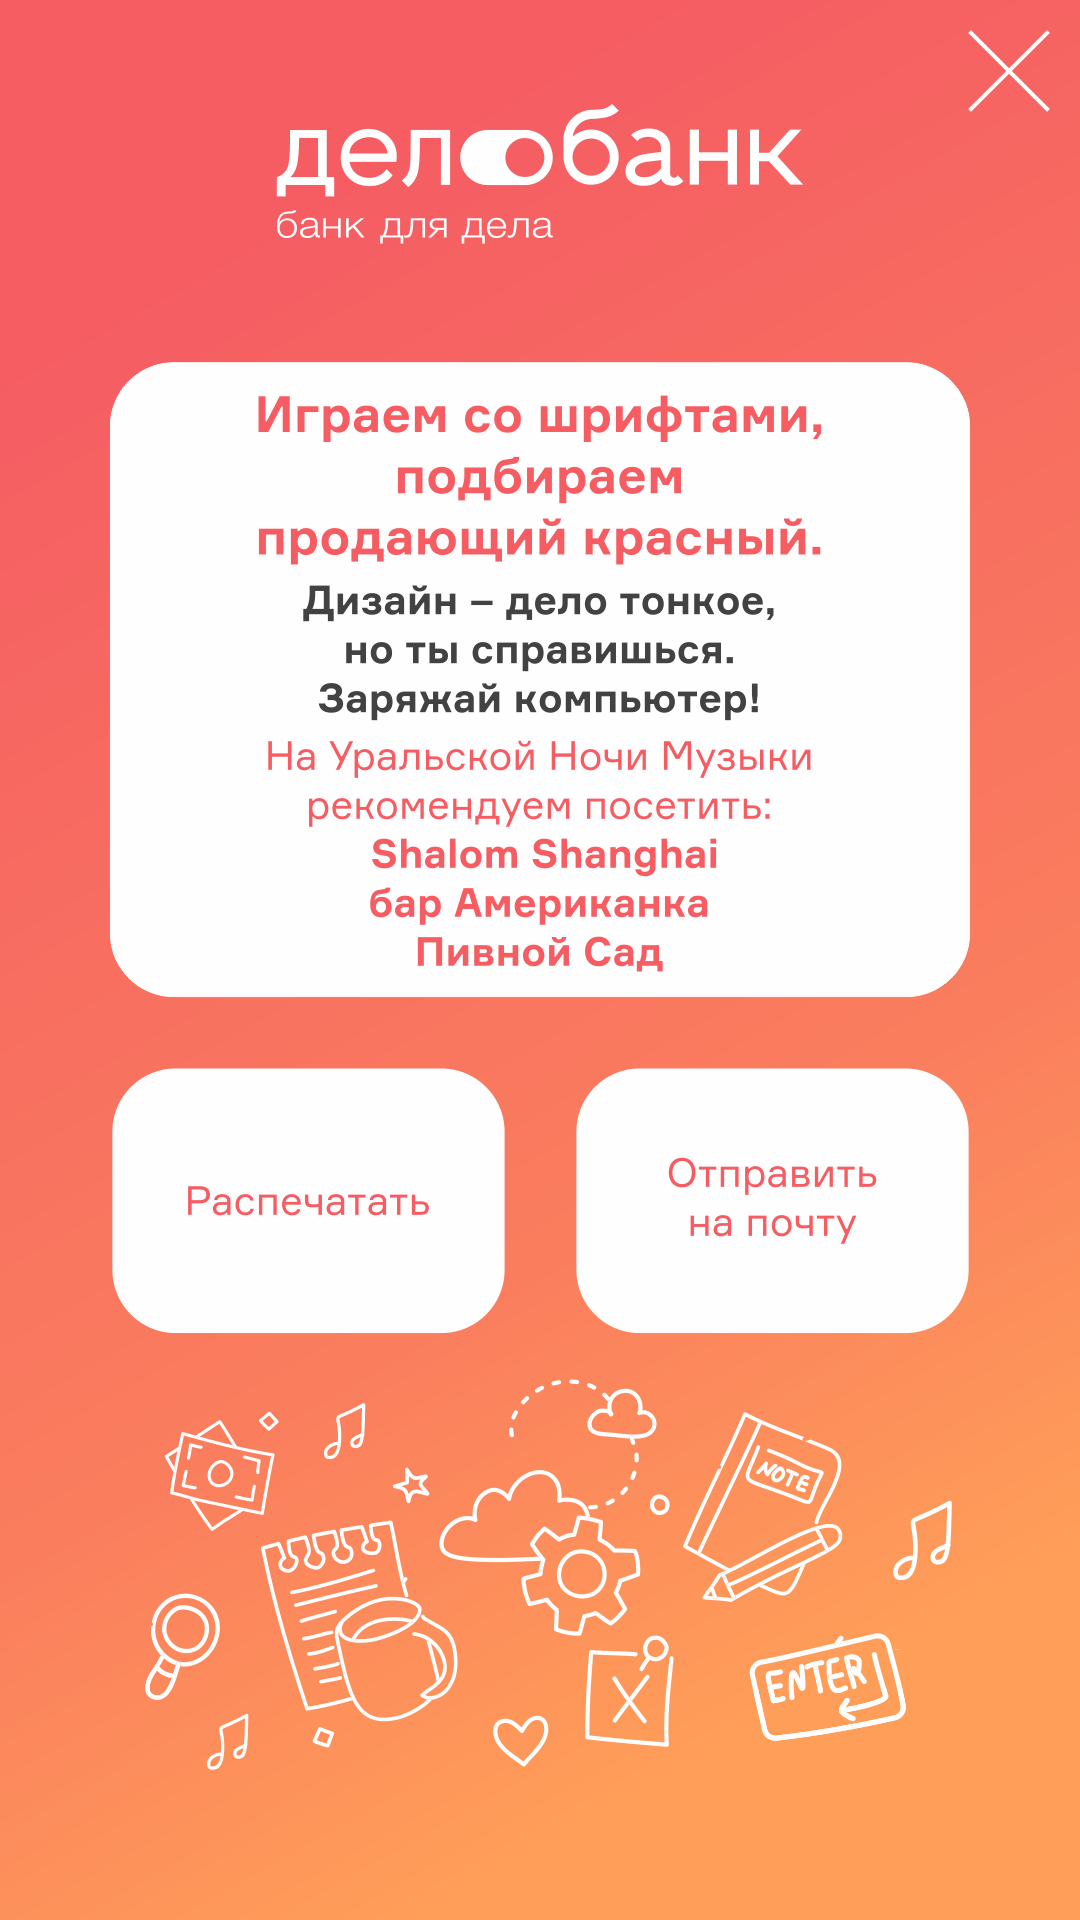 делобанк
банк для дела
Играем со шрифтами,
подбираем
продающий красный.
Дизайн – дело тонкое,
но ты справишься.
Заряжай компьютер!
На Уральской Ночи Музыки
рекомендуем посетить:
Shalom Shanghai
бар Американка
Пивной Сад
Распечатать
Отправить
на почту
NOTE
ENTER